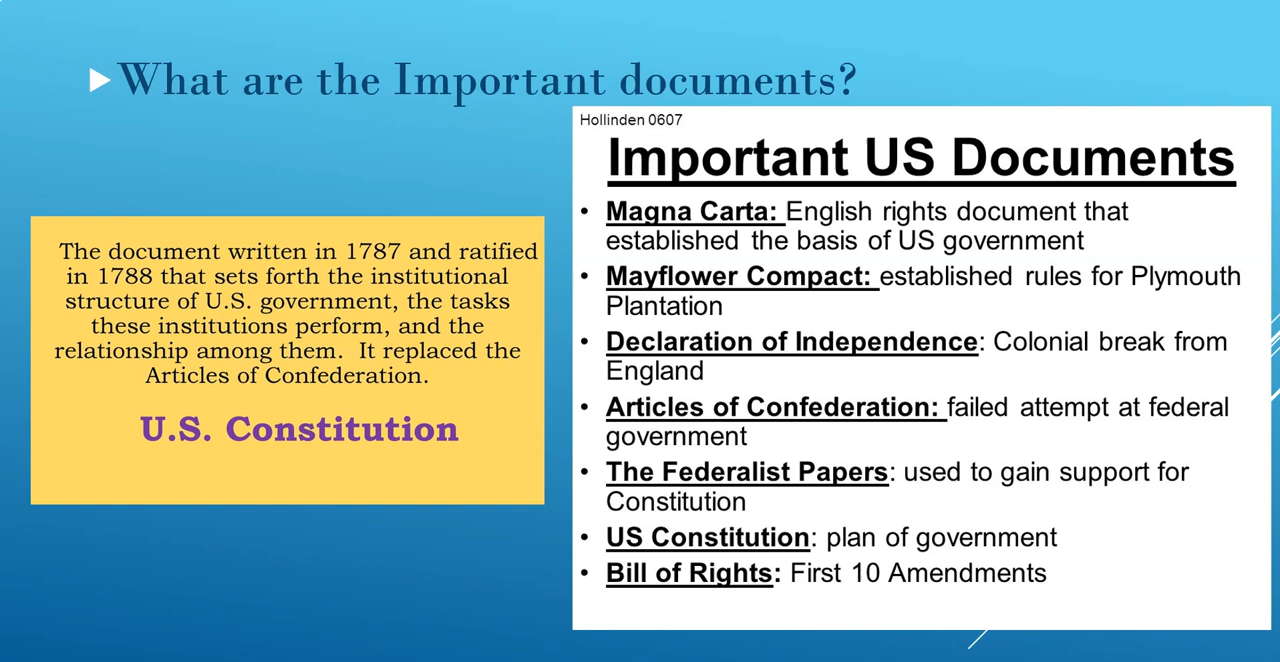 What are the Important documents?
The document written in 1787 and ratified
in 1788 that sets forth the institutional
structure of U.S. government, the tasks
these institutions perform, and the
relationship among them. It replaced the
Articles of Confederation.
U.S. Constitution
Hollinden 0607
Important US Documents
• Magna Carta: English rights document that
established the basis of US government
• Mayflower Compact: established rules for Plymouth
Plantation
• Declaration of Independence: Colonial break from
England
• Articles of Confederation: failed attempt at federal
government
• The Federalist Papers: used to gain support for
Constitution
• US Constitution: plan of government
• Bill of Rights: First 10 Amendments